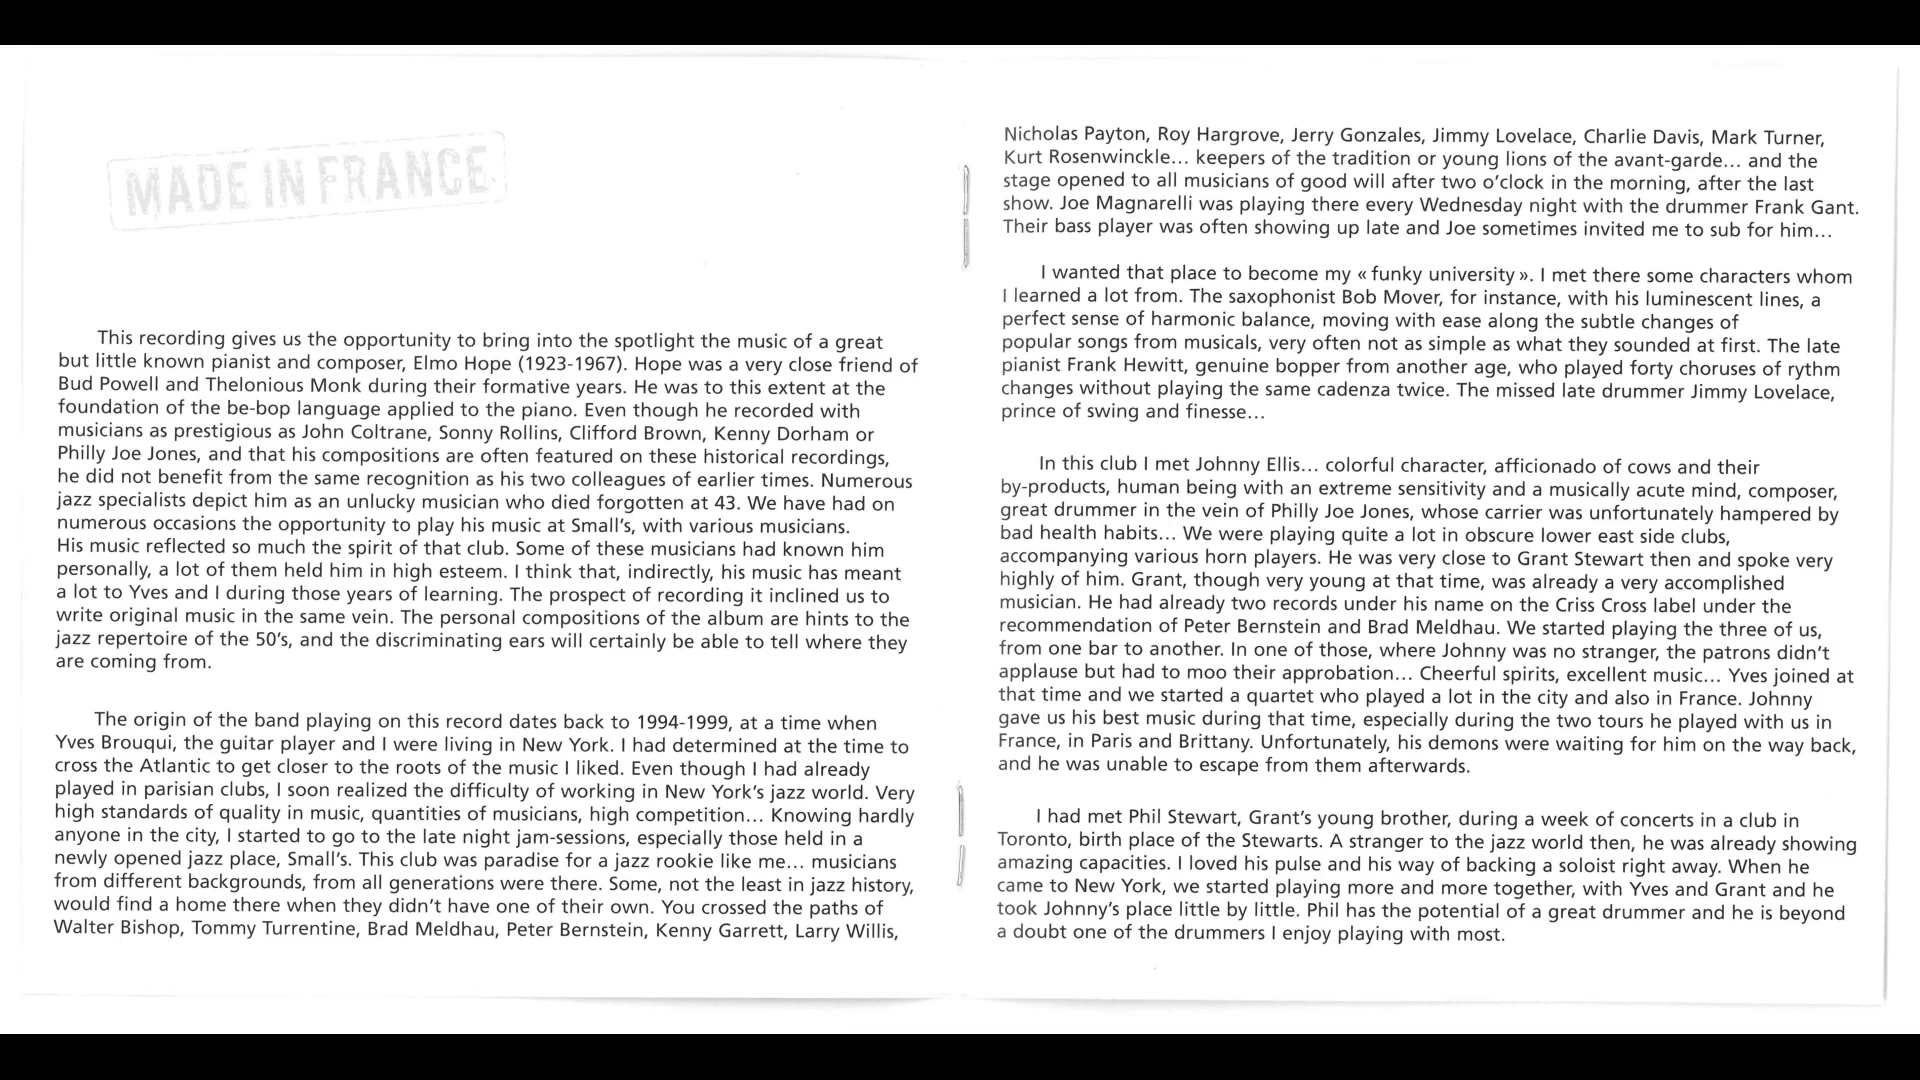 MADE IN FRANCE
This recording gives us the opportunity to bring into the spotlight the music of a great
but little known pianist and composer, Elmo Hope (1923-1967). Hope was a very close friend of
Bud Powell and Thelonious Monk during their formative years. He was to this extent at the
foundation of the be-bop language applied to the piano. Even though he recorded with
musicians as prestigious as John Coltrane, Sonny Rollins, Clifford Brown, Kenny Dorham or
Philly Joe Jones, and that his compositions are often featured on these historical recordings,
he did not benefit from the same recognition as his two colleagues of earlier times. Numerous
jazz specialists depict him as an unlucky musician who died forgotten at 43. We have had on
numerous occasions the opportunity to play his music at Small's, with various musicians.
His music reflected so much the spirit of that club. Some of these musicians had known him
personally, a lot of them held him in high esteem. I think that, indirectly, his music has meant
a lot to Yves and I during those years of learning. The prospect of recording it inclined us to
write original music in the same vein. The personal compositions of the album are hints to the
jazz repertoire of the 50's, and the discriminating ears will certainly be able to tell where they
are coming from.
The origin of the band playing on this record dates back to 1994-1999, at a time when
Yves Brouqui, the guitar player and I were living in New York. I had determined at the time to
cross the Atlantic to get closer to the roots of the music I liked. Even though I had already
played in parisian clubs, I soon realized the difficulty of working in New York's jazz world. Very
high standards of quality in music, quantities of musicians, high competition... Knowing hardly
anyone in the city, I started to go to the late night jam-sessions, especially those held in a
newly opened jazz place, Small's. This club was paradise for a jazz rookie like me... musicians
from different backgrounds, from all generations were there. Some, not the least in jazz history,
would find a home there when they didn't have one of their own. You crossed the paths of
Walter Bishop, Tommy Turrentine, Brad Meldhau, Peter Bernstein, Kenny Garrett, Larry Willis,
Nicholas Payton, Roy Hargrove, Jerry Gonzales, Jimmy Lovelace, Charlie Davis, Mark Turner,
Kurt Rosenwinckle... keepers of the tradition or young lions of the avant-garde... and the
stage opened to all musicians of good will after two o'clock in the morning, after the last
show. Joe Magnarelli was playing there every Wednesday night with the drummer Frank Gant.
Their bass player was often showing up late and Joe sometimes invited me to sub for him...
I wanted that place to become my « funky university ». I met there some characters whom
I learned a lot from. The saxophonist Bob Mover, for instance, with his luminescent lines, a
perfect sense of harmonic balance, moving with ease along the subtle changes of
popular songs from musicals, very often not as simple as what they sounded at first. The late
pianist Frank Hewitt, genuine bopper from another age, who played forty choruses of rythm
changes without playing the same cadenza twice. The missed late drummer Jimmy Lovelace,
prince of swing and finesse...
In this club I met Johnny Ellis... colorful character, afficionado of cows and their
by-products, human being with an extreme sensitivity and a musically acute mind, composer,
great drummer in the vein of Philly Joe Jones, whose carrier was unfortunately hampered by
bad health habits... We were playing quite a lot in obscure lower east side clubs,
accompanying various horn players. He was very close to Grant Stewart then and spoke very
highly of him. Grant, though very young at that time, was already a very accomplished
musician. He had already two records under his name on the Criss Cross label under the
recommendation of Peter Bernstein and Brad Meldhau. We started playing the three of us,
from one bar to another. In one of those, where Johnny was no stranger, the patrons didn't
applause but had to moo their approbation... Cheerful spirits, excellent music... Yves joined at
that time and we started a quartet who played a lot in the city and also in France. Johnny
gave us his best music during that time, especially during the two tours he played with us in
France, in Paris and Brittany. Unfortunately, his demons were waiting for him on the way back,
and he was unable to escape from them afterwards.
I had met Phil Stewart, Grant's young brother, during a week of concerts in a club in
Toronto, birth place of the Stewarts. A stranger to the jazz world then, he was already showing
amazing capacities. I loved his pulse and his way of backing a soloist right away. When he
came to New York, we started playing more and more together, with Yves and Grant and he
took Johnny's place little by little. Phil has the potential of a great drummer and he is beyond
a doubt one of the drummers I enjoy playing with most.